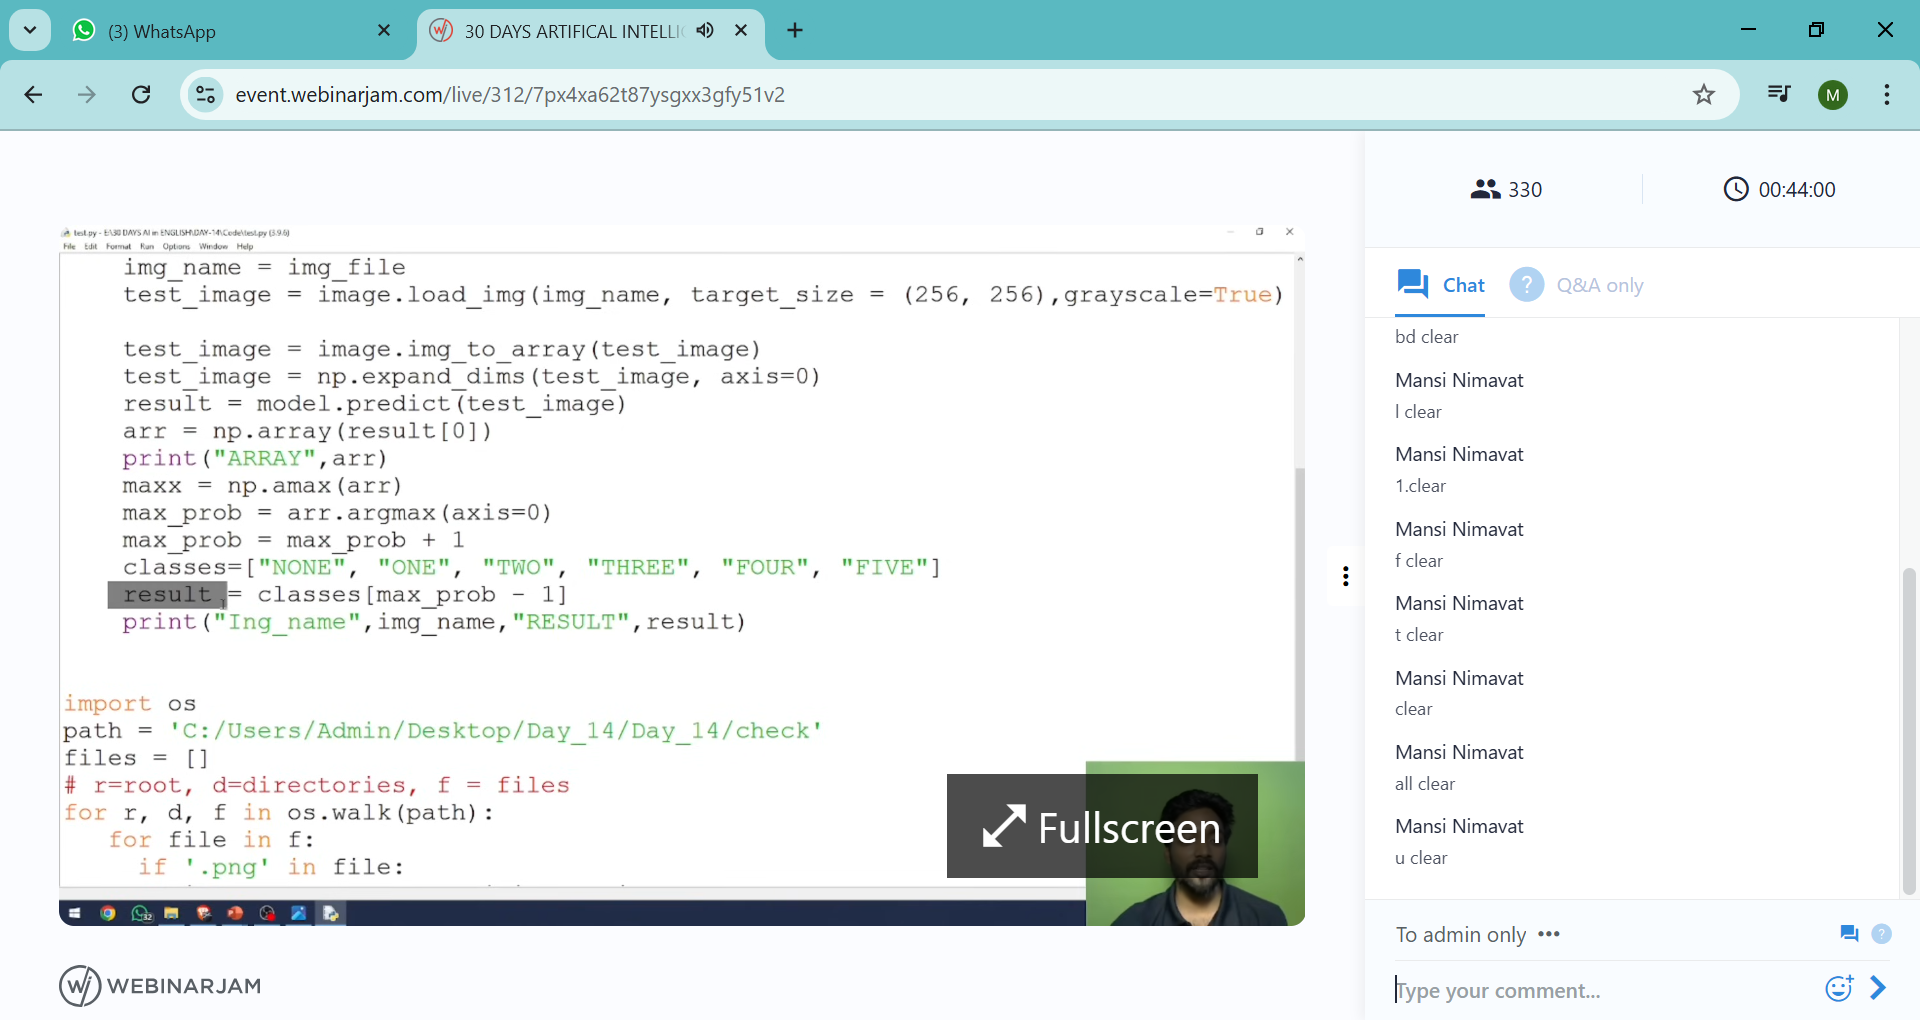 (3) WhatsApp
30 DAYS ARTIFICAL INTELLIG
event.webinarjam.com/live/312/7px4xa62t87ysgxx3gfy51v2
M
test.py - E:\30 DAYS AI in ENGLISH\DAY-14\Code\test.py (3.9.6)
File Edit Format Run Options Window Help
img_name = img_file
test_image = image.load_img(img_name, target_size = (256, 256),grayscale=True)
test_image = image.img_to_array(test_image)
test_image = np.expand_dims(test_image, axis=0)
result = model.predict(test_image)
arr = np.array(result[0])
print("ARRAY",arr)
maxx = np.amax(arr)
max_prob = arr.argmax(axis=0)
max_prob = max_prob + 1
classes=["NONE", "ONE", "TWO", "THREE", "FOUR", "FIVE"]
result = classes[max_prob - 1]
print("Ing_name",img_name,"RESULT",result)
import os
path = 'C:/Users/Admin/Desktop/Day_14/Day_14/check'
files = []
# r=root, d=directories, f = files
for r, d, f in os.walk(path):
for file in f:
if '.png' in file:
Fullscreen
32
WJ WEBINARJAM
330
00:44:00
Chat
? Q&A only
bd clear
Mansi Nimavat
l clear
Mansi Nimavat
1.clear
Mansi Nimavat
f clear
Mansi Nimavat
t clear
Mansi Nimavat
clear
Mansi Nimavat
all clear
Mansi Nimavat
u clear
To admin only •••
?
Type your comment...